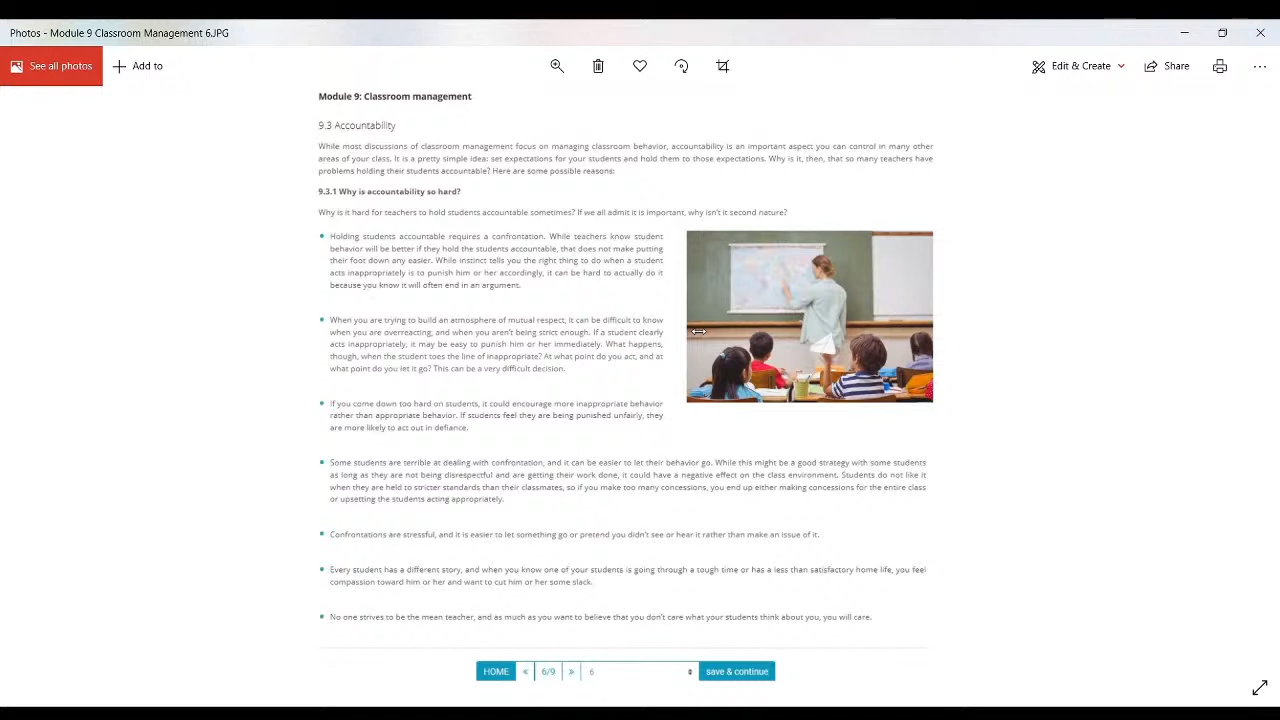 Photos - Module 9 Classroom Management 6.JPG
See all photos
Add to
Edit & Create
Share
Module 9: Classroom management
9.3 Accountability
While most discussions of classroom management focus on managing classroom behavior, accountability is an important aspect you can control in many other
areas of your class. It is a pretty simple idea: set expectations for your students and hold them to those expectations. Why is it, then, that so many teachers have
problems holding their students accountable? Here are some possible reasons:
9.3.1 Why is accountability so hard?
Why is it hard for teachers to hold students accountable sometimes? If we all admit it is important, why isn't it second nature?
Holding students accountable requires a confrontation. While teachers know student
behavior will be better if they hold the students accountable, that does not make putting
their foot down any easier. While instinct tells you the right thing to do when a student
acts inappropriately is to punish him or her accordingly, it can be hard to actually do it
because you know it will often end in an argument.
When you are trying to build an atmosphere of mutual respect, it can be difficult to know
when you are overreacting, and when you aren't being strict enough. If a student clearly
acts inappropriately, it may be easy to punish him or her immediately. What happens,
though, when the student toes the line of inappropriate? At what point do you act, and at
what point do you let it go? This can be a very difficult decision.
If you come down too hard on students, it could encourage more inappropriate behavior
rather than appropriate behavior. If students feel they are being punished unfairly, they
are more likely to act out in defiance.
Some students are terrible at dealing with confrontation, and it can be easier to let their behavior go. While this might be a good strategy with some students
as long as they are not being disrespectful and are getting their work done, it could have a negative effect on the class environment. Students do not like it
when they are held to stricter standards than their classmates, so if you make too many concessions, you end up either making concessions for the entire class
or upsetting the students acting appropriately.
Confrontations are stressful, and it is easier to let something go or pretend you didn't see or hear it rather than make an issue of it.
Every student has a different story, and when you know one of your students is going through a tough time or has a less than satisfactory home life, you feel
compassion toward him or her and want to cut him or her some slack.
No one strives to be the mean teacher, and as much as you want to believe that you don't care what your students think about you, you will care.
HOME « 6/9 » 6 save & continue